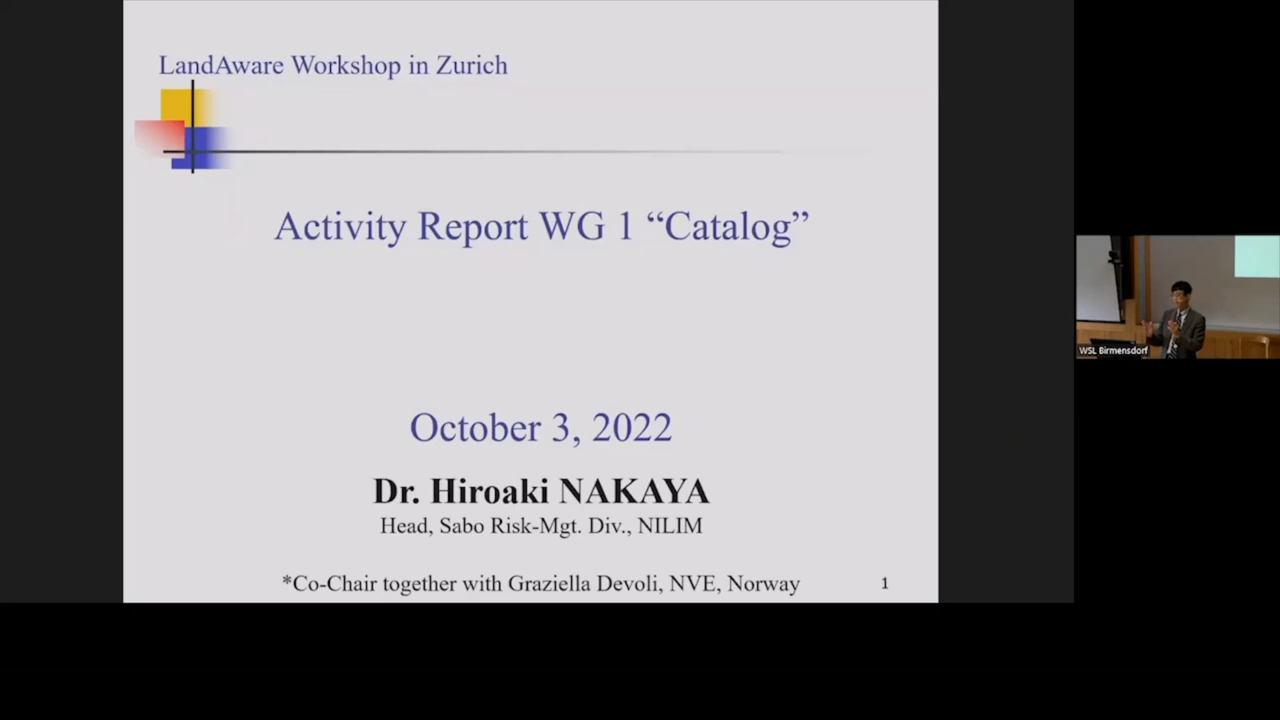 LandAware Workshop in Zurich
Activity Report WG 1 “Catalog”
October 3, 2022
Dr. Hiroaki NAKAYA
Head, Sabo Risk-Mgt. Div., NILIM
*Co-Chair together with Graziella Devoli, NVE, Norway
1
WSL Birmensdorf